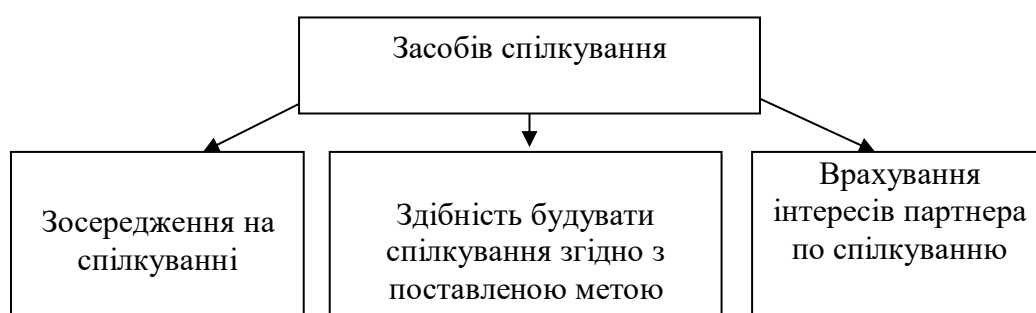 Засобів спілкування
Зосередження на
спілкуванні
Здібність будувати
спілкування згідно з
поставленою метою
Врахування
інтересів партнера
по спілкуванню